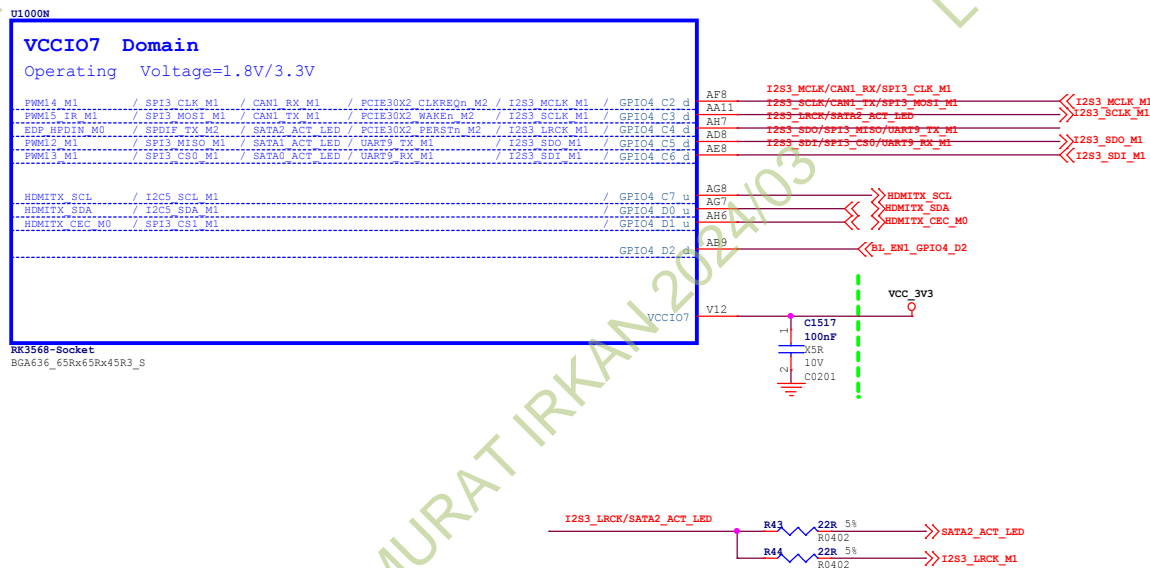 U1000N
VCCIO7 Domain
Operating Voltage=1.8V/3.3V
PWM14_M1 / SPI3_CLK_M1 / CAN1_RX_M1 / PCIE30X2_CLKREQn_M2 / I2S3_MCLK_M1 / GPIO4_C2_d AF8 I2S3_MCLK/CAN1_RX/SPI3_CLK_M1 I2S3_MCLK_M1
PWM15_IR_M1 / SPI3_MOSI_M1 / CAN1_TX_M1 / PCIE30X2_WAKEn_M2 / I2S3_SCLK_M1 / GPIO4_C3_d AA11 I2S3_SCLK/CAN1_TX/SPI3_MOSI_M1 I2S3_SCLK_M1
EDP_HPDIN_M0 / SPDIF_TX_M2 / SATA2_ACT_LED / PCIE30X2_PERSTn_M2 / I2S3_LRCK_M1 / GPIO4_C4_d AH7 I2S3_LRCK/SATA2_ACT_LED
PWM12_M1 / SPI3_MISO_M1 / SATA1_ACT_LED / UART9_TX_M1 / I2S3_SDO_M1 / GPIO4_C5_d AD8 I2S3_SDO/SPI3_MISO/UART9_TX_M1 I2S3_SDO_M1
PWM13_M1 / SPI3_CS0_M1 / SATA0_ACT_LED / UART9_RX_M1 / I2S3_SDI_M1 / GPIO4_C6_d AE8 I2S3_SDI/SPI3_CS0/UART9_RX_M1 I2S3_SDI_M1
HDMITX_SCL / I2C5_SCL_M1 / GPIO4_C7_u AG8 HDMITX_SCL
HDMITX_SDA / I2C5_SDA_M1 / GPIO4_D0_u AG7 HDMITX_SDA
HDMITX_CEC_M0 / SPI3_CS1_M1 / GPIO4_D1_u AH6 HDMITX_CEC_M0
GPIO4_D2_d AB9 BL_EN1_GPIO4_D2
VCC_3V3
VCCIO7 V12
1 C1517
100nF
X5R
2 10V
C0201
RK3568-Socket
BGA636_65Rx65Rx45R3_S
MURAT IRKAN 2024/03
I2S3_LRCK/SATA2_ACT_LED R43 22R 5% SATA2_ACT_LED
R0402
R44 22R 5% I2S3_LRCK_M1
R0402